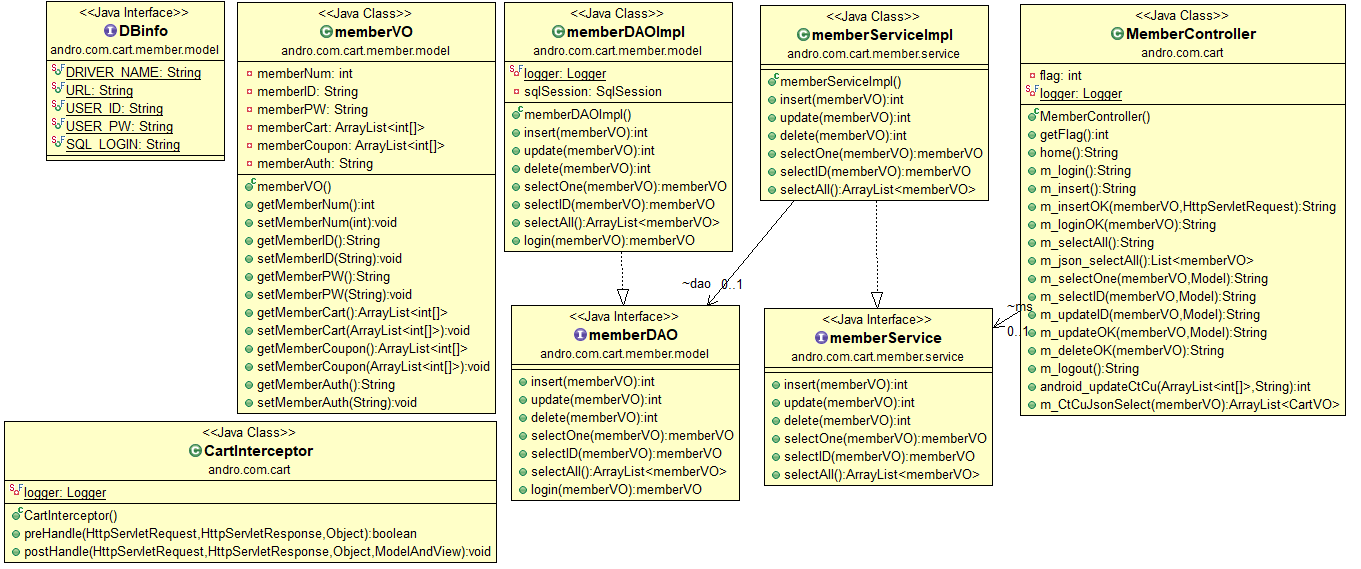 <<Java Interface>>
DBinfo
andro.com.cart.member.model
DRIVER_NAME: String
URL: String
USER_ID: String
USER_PW: String
SQL_LOGIN: String
<<Java Class>>
memberVO
andro.com.cart.member.model
memberNum: int
memberID: String
memberPW: String
memberCart: ArrayList<int[]>
memberCoupon: ArrayList<int[]>
memberAuth: String
memberVO()
getMemberNum():int
setMemberNum(int):void
getMemberID():String
setMemberID(String):void
getMemberPW():String
setMemberPW(String):void
getMemberCart():ArrayList<int[]>
setMemberCart(ArrayList<int[]>):void
getMemberCoupon():ArrayList<int[]>
setMemberCoupon(ArrayList<int[]>):void
getMemberAuth():String
setMemberAuth(String):void
<<Java Class>>
memberDAOImpl
andro.com.cart.member.model
logger: Logger
sqlSession: SqlSession
memberDAOImpl()
insert(memberVO):int
update(memberVO):int
delete(memberVO):int
selectOne(memberVO):memberVO
selectID(memberVO):memberVO
selectAll():ArrayList<memberVO>
login(memberVO):memberVO
<<Java Class>>
memberServiceImpl
andro.com.cart.member.service
memberServiceImpl()
insert(memberVO):int
update(memberVO):int
delete(memberVO):int
selectOne(memberVO):memberVO
selectID(memberVO):memberVO
selectAll():ArrayList<memberVO>
<<Java Class>>
MemberController
andro.com.cart
flag: int
logger: Logger
MemberController()
getFlag():int
home():String
m_login():String
m_insert():String
m_insertOK(memberVO,HttpServletRequest):String
m_loginOK(memberVO):String
m_selectAll():String
m_json_selectAll():List<memberVO>
m_selectOne(memberVO,Model):String
m_selectID(memberVO,Model):String
m_updateID(memberVO,Model):String
m_updateOK(memberVO,Model):String
m_deleteOK(memberVO):String
m_logout():String
android_updateCtCu(ArrayList<int[]>,String):int
m_CtCuJsonSelect(memberVO):ArrayList<CartVO>
~dao 0..1
~ms
0..1
<<Java Interface>>
memberDAO
andro.com.cart.member.model
insert(memberVO):int
update(memberVO):int
delete(memberVO):int
selectOne(memberVO):memberVO
selectID(memberVO):memberVO
selectAll():ArrayList<memberVO>
login(memberVO):memberVO
<<Java Interface>>
memberService
andro.com.cart.member.service
insert(memberVO):int
update(memberVO):int
delete(memberVO):int
selectOne(memberVO):memberVO
selectID(memberVO):memberVO
selectAll():ArrayList<memberVO>
<<Java Class>>
CartInterceptor
andro.com.cart
logger: Logger
CartInterceptor()
preHandle(HttpServletRequest,HttpServletResponse,Object):boolean
postHandle(HttpServletRequest,HttpServletResponse,Object,ModelAndView):void